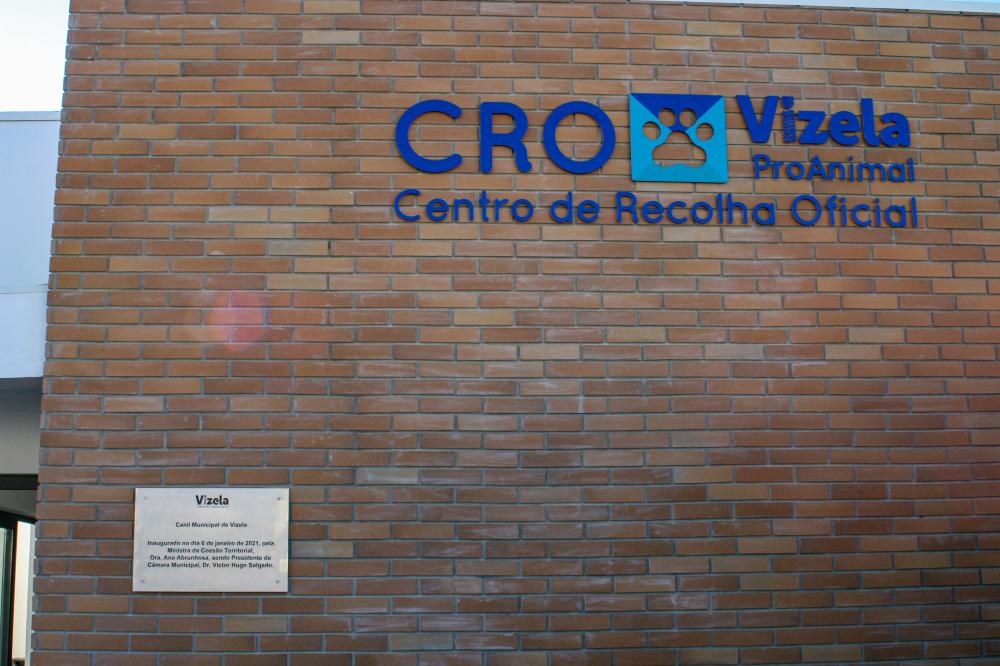 CRO Vizela
ProAnimal
Centro de Recolha Oficial
Vizela
Canil Municipal de Vizela
Inaugurado no dia 6 de janeiro de 2021, pela
Ministra da Coesão Territorial,
Dra. Ana Abrunhosa, sendo Presidente da
Câmara Municipal, Dr. Victor Hugo Salgado.